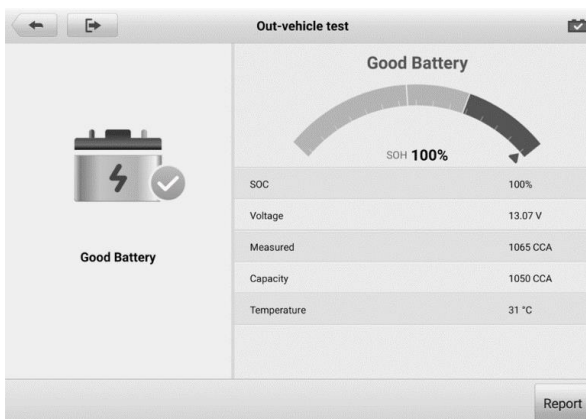 Out-vehicle test
Good Battery
SOH 100%
SOC 100%
Voltage 13.07 V
Measured 1065 CCA
Capacity 1050 CCA
Temperature 31 °C
Good Battery
Report